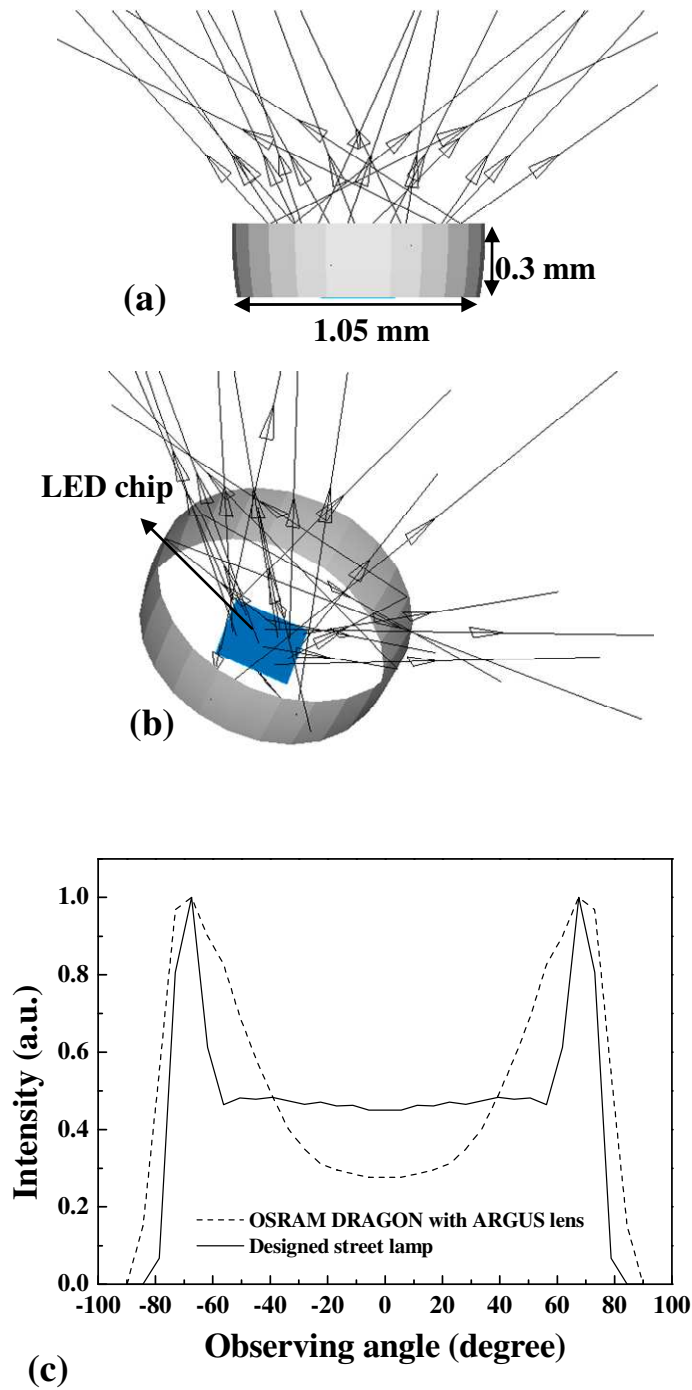 0.3 mm
(a)
1.05 mm
LED chip
(b)
1.0
0.8
0.6
0.4
0.2
0.0
Intensity (a.u.)
OSRAM DRAGON with ARGUS lens
Designed street lamp
-100 -80 -60 -40 -20 0 20 40 60 80 100
Observing angle (degree)
(c)